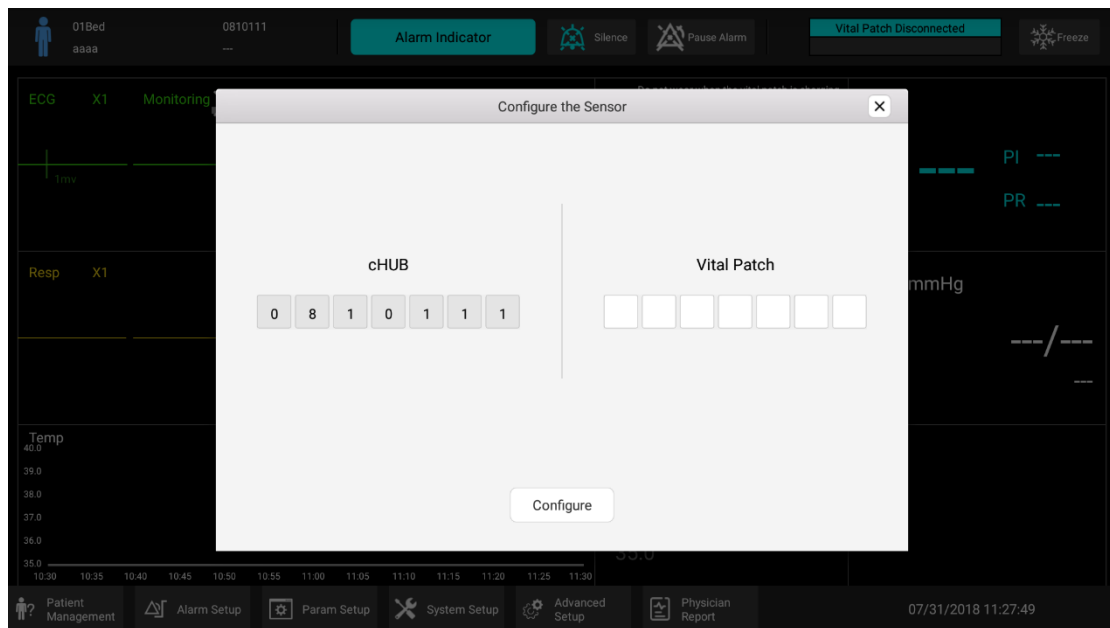 01Bed 0810111
aaaa ---
Alarm Indicator
Silence
Pause Alarm
Vital Patch Disconnected
Freeze
ECG X1 Monitoring
Configure the Sensor
1mv
PI ---
---
PR ---
cHUB
0 8 1 0 1 1 1
Vital Patch
Resp X1
mmHg
---/---
---
Temp
40.0
39.0
38.0
37.0
36.0
35.0
Configure
35.0
10:30 10:35 10:40 10:45 10:50 10:55 11:00 11:05 11:10 11:15 11:20 11:25 11:30
Patient
Management
Alarm Setup
Param Setup
System Setup
Advanced
Setup
Physician
Report
07/31/2018 11:27:49